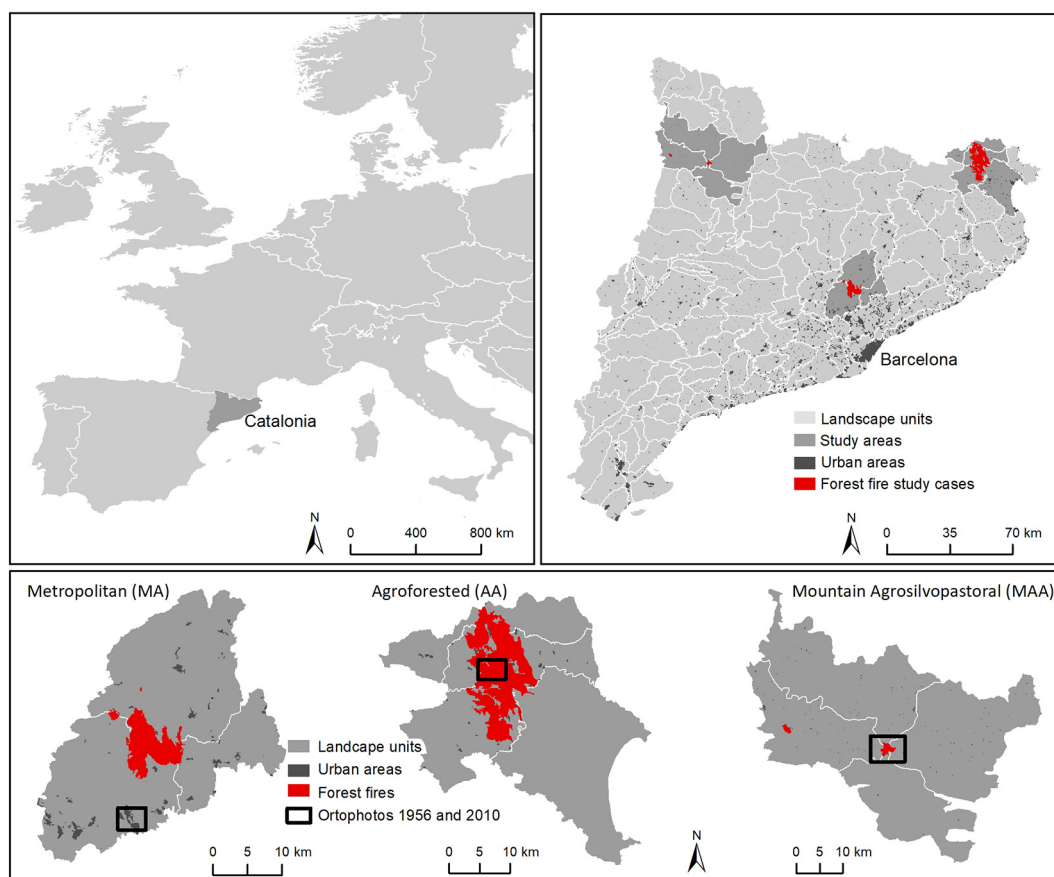 Catalonia
N
0 400 800 km
Barcelona
Landscape units
Study areas
Urban areas
Forest fire study cases
N
0 35 70 km
Metropolitan (MA)
Agroforested (AA)
Mountain Agrosilvopastoral (MAA)
Landscape units
Urban areas
Forest fires
Ortophotos 1956 and 2010
0 5 10 km
0 5 10 km
N
0 5 10 km